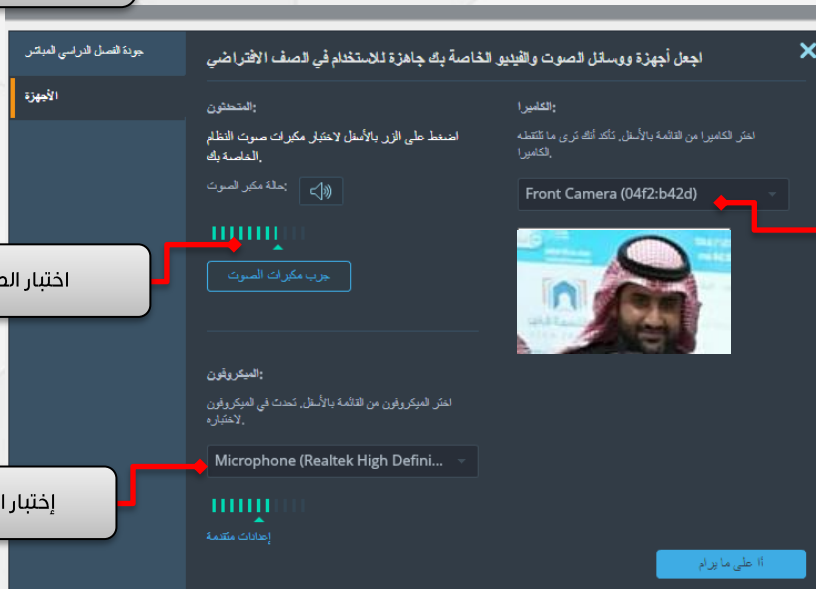 جودة الفصل الدراسي المباشر
الأجهزة
اجعل أجهزة ووسائل الصوت والفيديو الخاصة بك جاهزة للاستخدام في الصف الافتراضي
الكاميرا:
اختر الكاميرا من القائمة بالأسفل. تأكد أنك ترى ما تلتقطه
الكاميرا.
Front Camera (04f2:b42d)
المتحدثون:
اضغط على الزر بالأسفل لاختبار مكبرات صوت النظام
الخاصة بك.
حالة مكبر الصوت:
جرب مكبرات الصوت
اختبار
الميكروفون:
اختر الميكروفون من القائمة بالأسفل. تحدث في الميكروفون
لاختباره.
Microphone (Realtek High Defini...
إختبار
إعدادات متقدمة
أنا على ما يرام